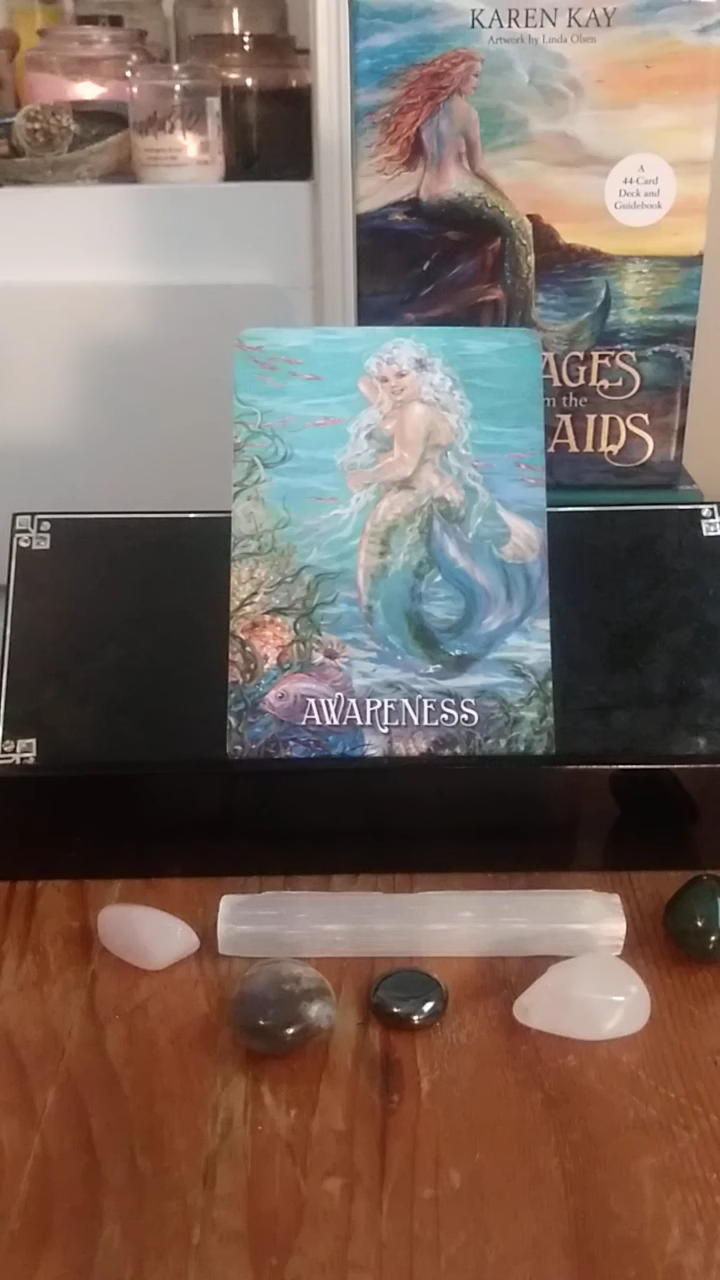 KAREN KAY
Artwork by Linda Olsen
A
44-Card
Deck and
Guidebook
AGES
the
AIDS
AWARENESS